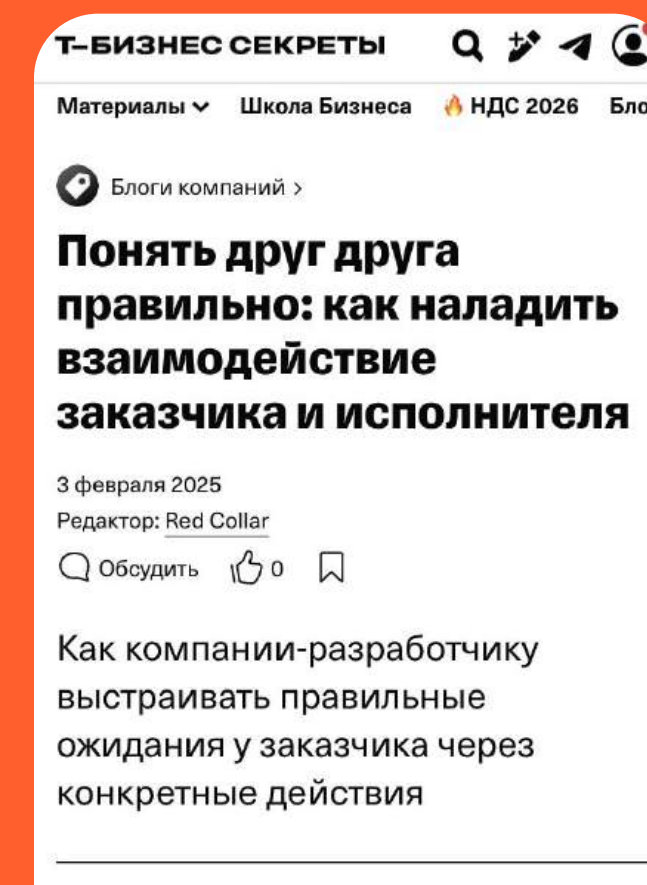 Т–БИЗНЕС СЕКРЕТЫ
Материалы Школа Бизнеса НДС 2026 Бло
Блоги компаний >
Понять друг друга
правильно: как наладить
взаимодействие
заказчика и исполнителя
3 февраля 2025
Редактор: Red Collar
Обсудить 0
Как компании-разработчику
выстраивать правильные
ожидания у заказчика через
конкретные действия